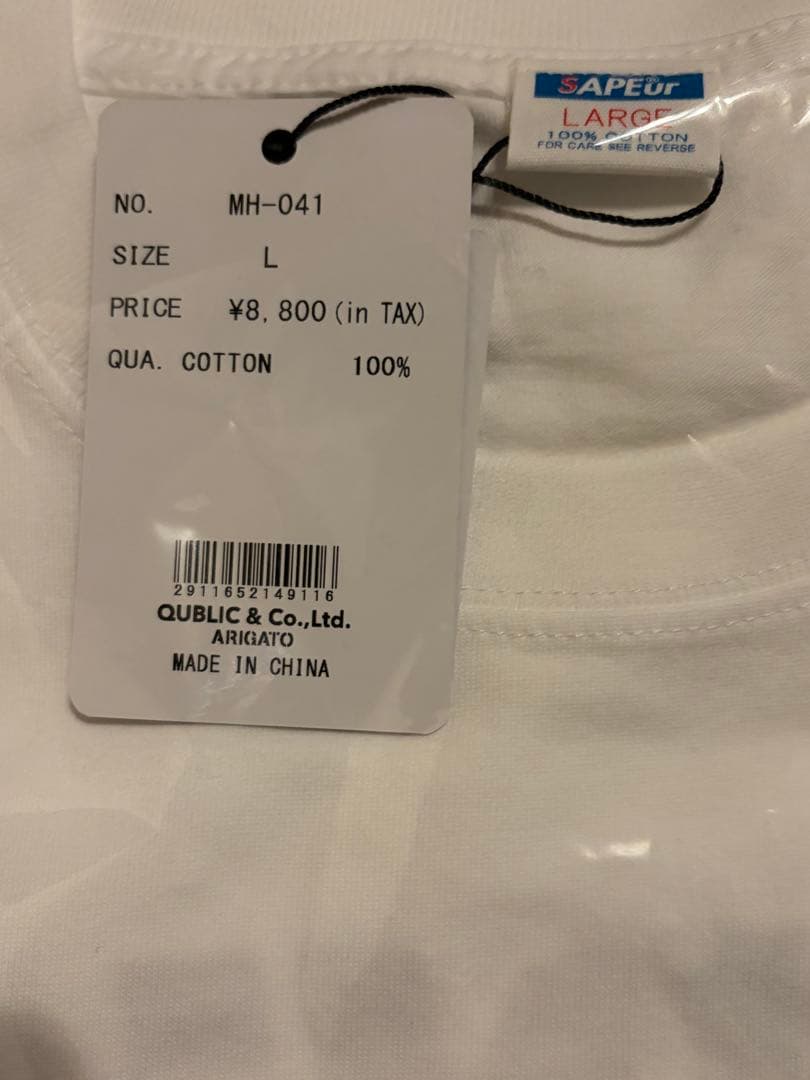 SAPEur®
LARGE
100% COTTON
FOR CARE SEE REVERSE
NO. MH-041
SIZE L
PRICE ¥8,800 (in TAX)
QUA. COTTON 100%
2911652149116
QUBLIC & Co.,Ltd.
ARIGATO
MADE IN CHINA